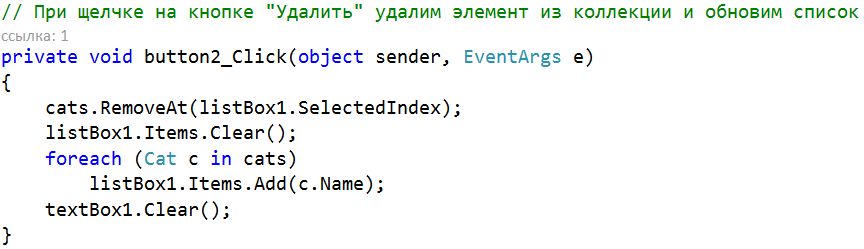 // При щелчке на кнопке "Удалить" удалим элемент из коллекции и обновим список
ссылка: 1
private void button2_Click(object sender, EventArgs e)
{
    cats.RemoveAt(listBox1.SelectedIndex);
    listBox1.Items.Clear();
    foreach (Cat c in cats)
        listBox1.Items.Add(c.Name);
    textBox1.Clear();
}